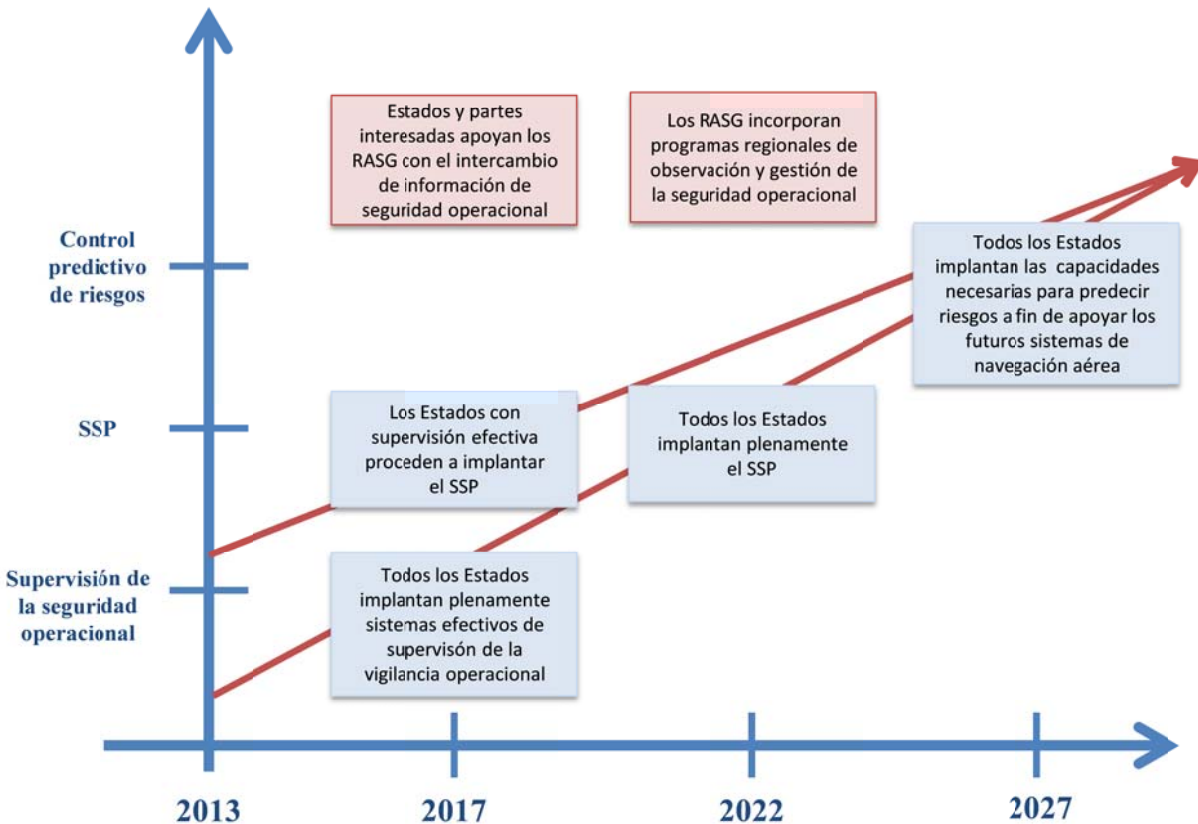 Estados y partes
interesadas apoyan los
RASG con el intercambio
de información de
seguridad operacional
Los RASG incorporan
programas regionales de
observación y gestión de
la seguridad operacional
Control
predictivo
de riesgos
Todos los Estados
implantan las capacidades
necesarias para predecir
riesgos a fin de apoyar los
futuros sistemas de
navegación aérea
SSP
Los Estados con
supervisión efectiva
proceden a implantar
el SSP
Todos los Estados
implantan plenamente
el SSP
Supervisión de
la seguridad
operacional
Todos los Estados
implantan plenamente
sistemas efectivos de
supervisón de la
vigilancia operacional
2013
2017
2022
2027